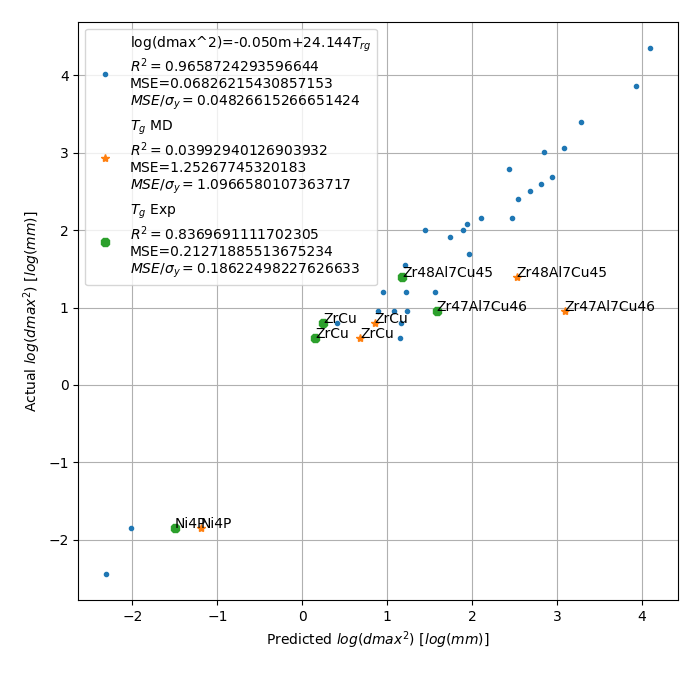 log(dmax^2)=-0.050m+24.144T_{rg}
R^2 = 0.9658724293596644
MSE=0.06826215430857153
MSE/σ_y = 0.04826615266651424
T_g MD
R^2 = 0.03992940126903932
MSE=1.25267745320183
MSE/σ_y = 1.0966580107363717
T_g Exp
R^2 = 0.8369691111702305
MSE=0.21271885513675234
MSE/σ_y = 0.18622498227626633
Zr48Al7Cu45 Zr48Al7Cu45
Zr47Al7Cu46 Zr47Al7Cu46
ZrCu ZrCu
ZrCu ZrCu
Ni4P Ni4P
4
3
2
1
0
−1
−2
−2 −1 0 1 2 3 4
Actual log(dmax^2) [log(mm)]
Predicted log(dmax^2) [log(mm)]